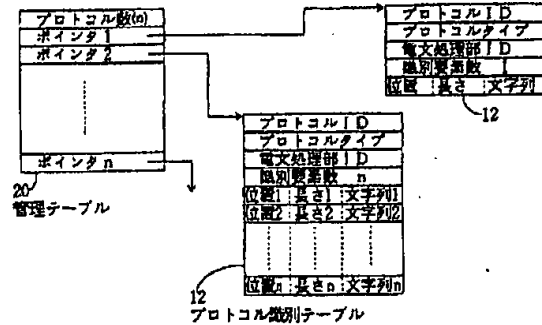 プロトコル数(n)
ポインタ1
ポインタ2
ポインタn
20
管理テーブル
プロトコルID
プロトコルタイプ
電文処理部ID
識別要素数 1
位置 長さ 文字列
12
プロトコルID
プロトコルタイプ
電文処理部ID
識別要素数 n
位置1 長さ1 文字列1
位置2 長さ2 文字列2
位置n 長さn 文字列n
12
プロトコル識別テーブル